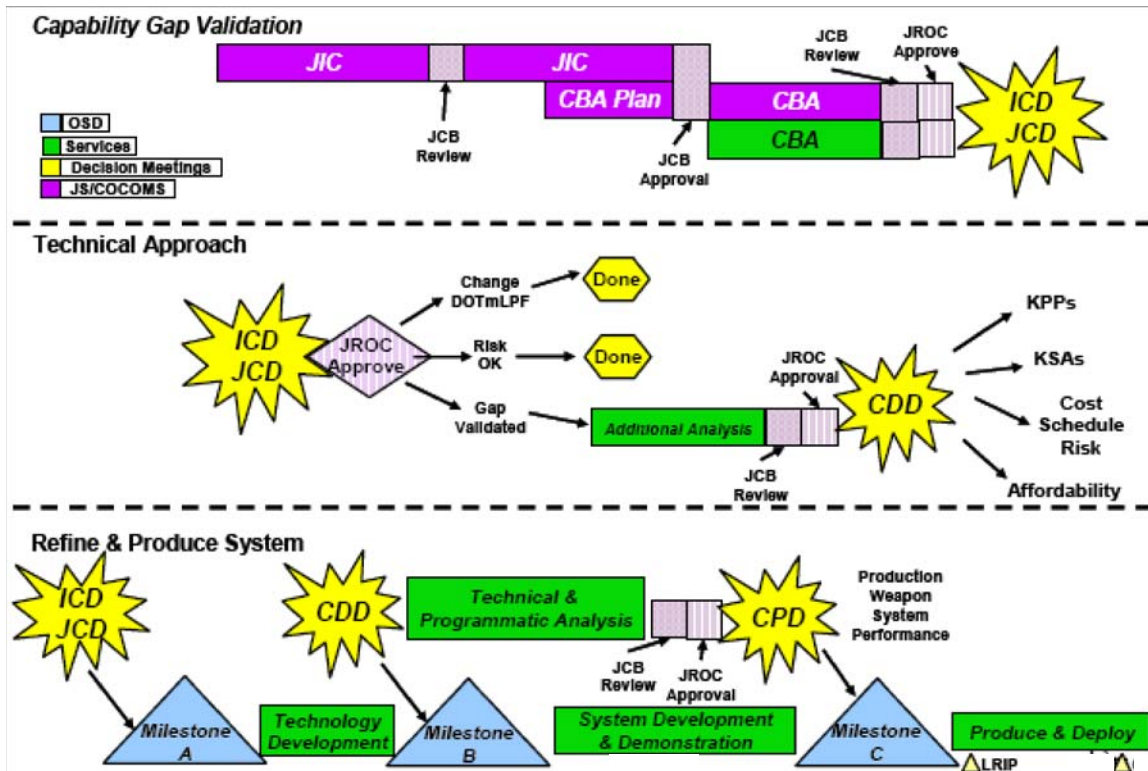 Capability Gap Validation
JIC
JIC
CBA Plan
CBA
CBA
JCB
Review
JROC
Approve
ICD
JCD
JCB
Review
JCB
Approval
OSD
Services
Decision Meetings
JS/COCOMS
Technical Approach
ICD
JCD
JROC
Approve
Change
DOTmLPF
Done
Risk
OK
Done
Gap
Validated
Additional Analysis
JROC
Approval
JCB
Review
CDD
KPPs
KSAs
Cost
Schedule
Risk
Affordability
Refine & Produce System
ICD
JCD
CDD
Technical &
Programmatic Analysis
JCB
Review
JROC
Approval
CPD
Production
Weapon
System
Performance
Milestone
A
Technology
Development
Milestone
B
System Development
& Demonstration
Milestone
C
Produce & Deploy
LRIP